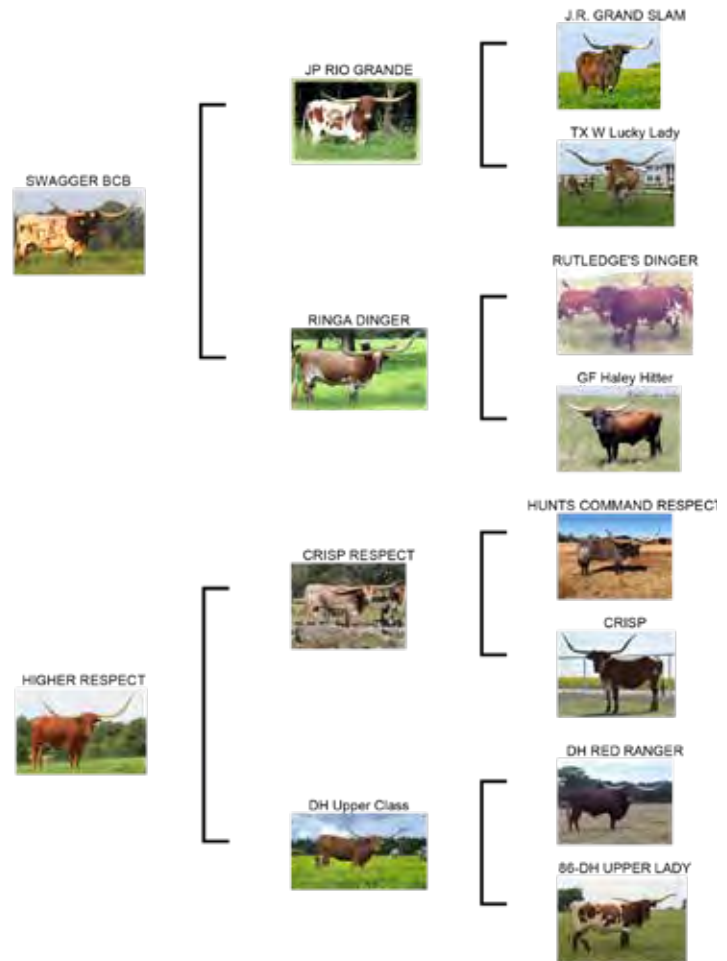 J.R. GRAND SLAM
JP RIO GRANDE
TX W Lucky Lady
SWAGGER BCB
RUTLEDGE'S DINGER
RINGA DINGER
GF Haley Hitter
HUNTS COMMAND RESPECT
CRISP RESPECT
CRISP
HIGHER RESPECT
DH RED RANGER
DH Upper Class
86-DH UPPER LADY